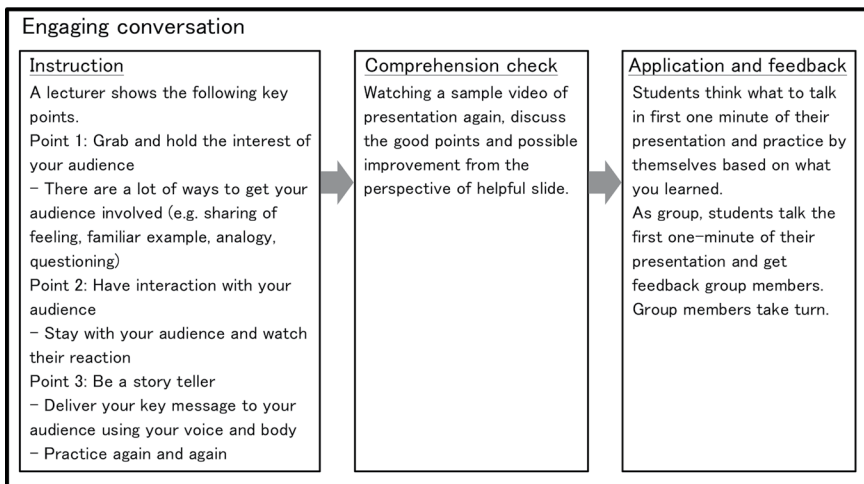 Engaging conversation
Instruction
A lecturer shows the following key
points.
Point 1: Grab and hold the interest of
your audience
- There are a lot of ways to get your
audience involved (e.g. sharing of
feeling, familiar example, analogy,
questioning)
Point 2: Have interaction with your
audience
- Stay with your audience and watch
their reaction
Point 3: Be a story teller
- Deliver your key message to your
audience using your voice and body
- Practice again and again
Comprehension check
Watching a sample video of
presentation again, discuss
the good points and possible
improvement from the
perspective of helpful slide.
Application and feedback
Students think what to talk
in first one minute of their
presentation and practice by
themselves based on what
you learned.
As group, students talk the
first one-minute of their
presentation and get
feedback group members.
Group members take turn.